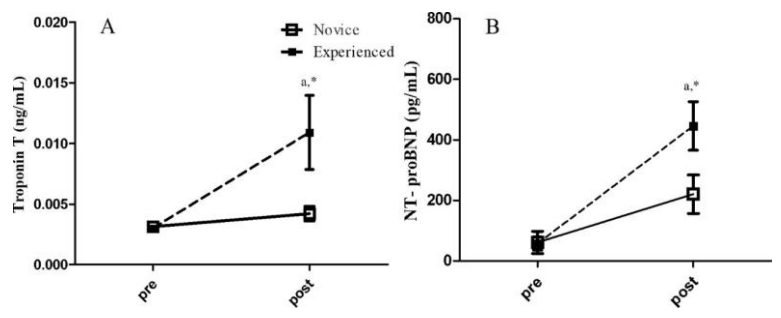 A
Novice
Experienced
a,*
Troponin T (ng/mL)
0.020
0.015
0.010
0.005
0.000
pre
post
B
a,*
NT- proBNP (pg/mL)
800
600
400
200
0
pre
post